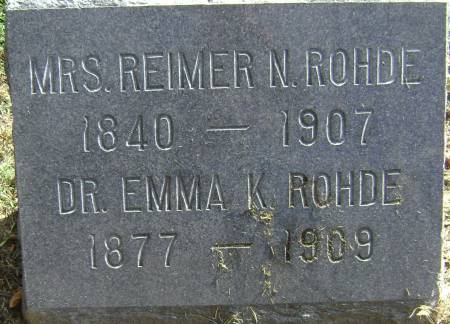 MRS. REIMER N. ROHDE
1840 — 1907
DR. EMMA K. ROHDE
1877 — 1909